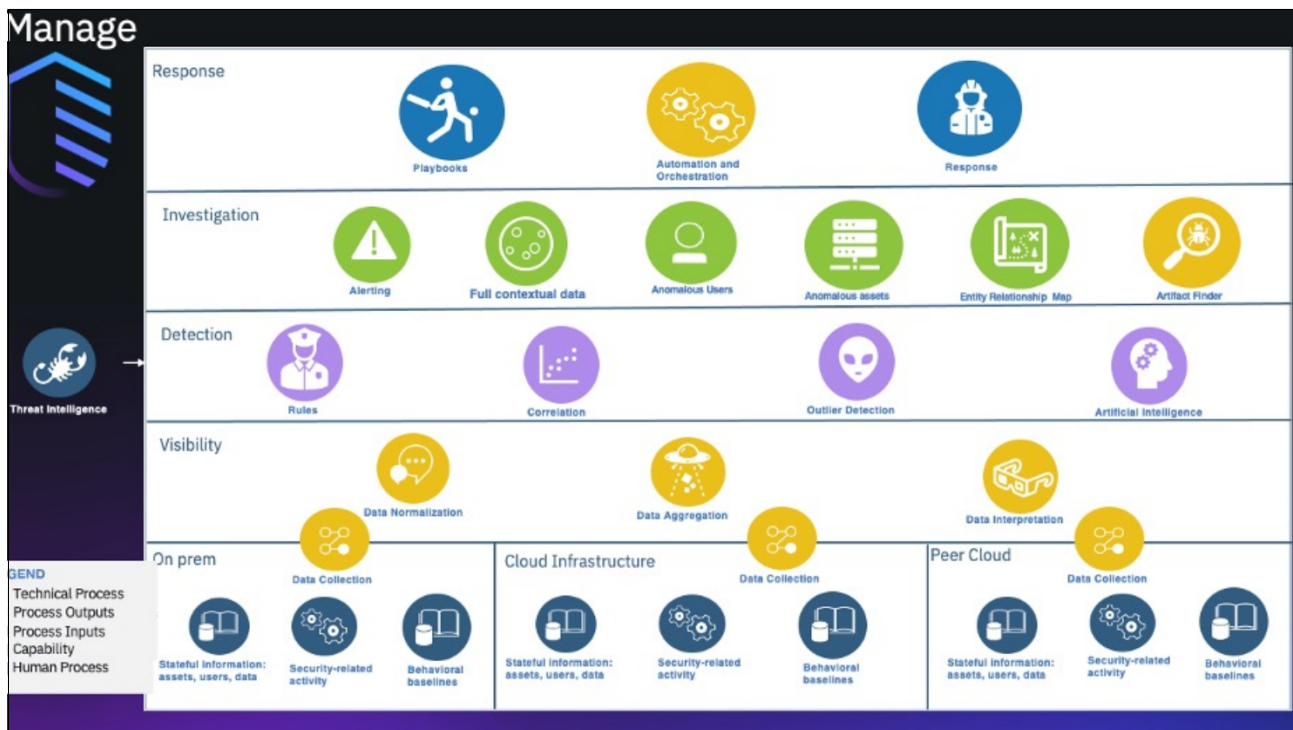 Manage
Response
Playbooks
Automation and
Orchestration
Response
Investigation
Alerting
Full contextual data
Anomalous Users
Anomalous assets
Entity Relationship Map
Artifact Finder
Detection
Threat Intelligence
Rules
Correlation
Outlier Detection
Artificial Intelligence
Visibility
Data Normalization
Data Aggregation
Data Interpretation
On prem
Data Collection
Stateful information:
assets, users, data
Security-related
activity
Behavioral
baselines
Cloud Infrastructure
Data Collection
Stateful information:
assets, users, data
Security-related
activity
Behavioral
baselines
Peer Cloud
Data Collection
Stateful information:
assets, users, data
Security-related
activity
Behavioral
baselines
GEND
Technical Process
Process Outputs
Process Inputs
Capability
Human Process